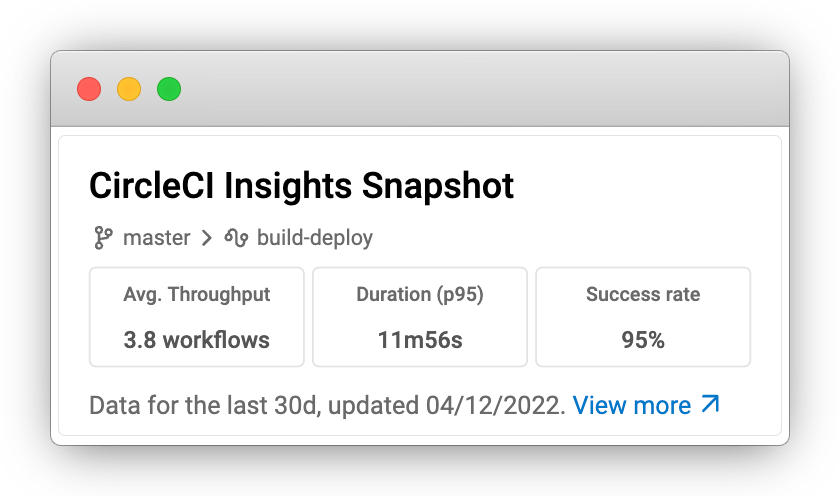 CircleCI Insights Snapshot
master > build-deploy
Avg. Throughput
3.8 workflows
Duration (p95)
11m56s
Success rate
95%
Data for the last 30d, updated 04/12/2022. View more ↗